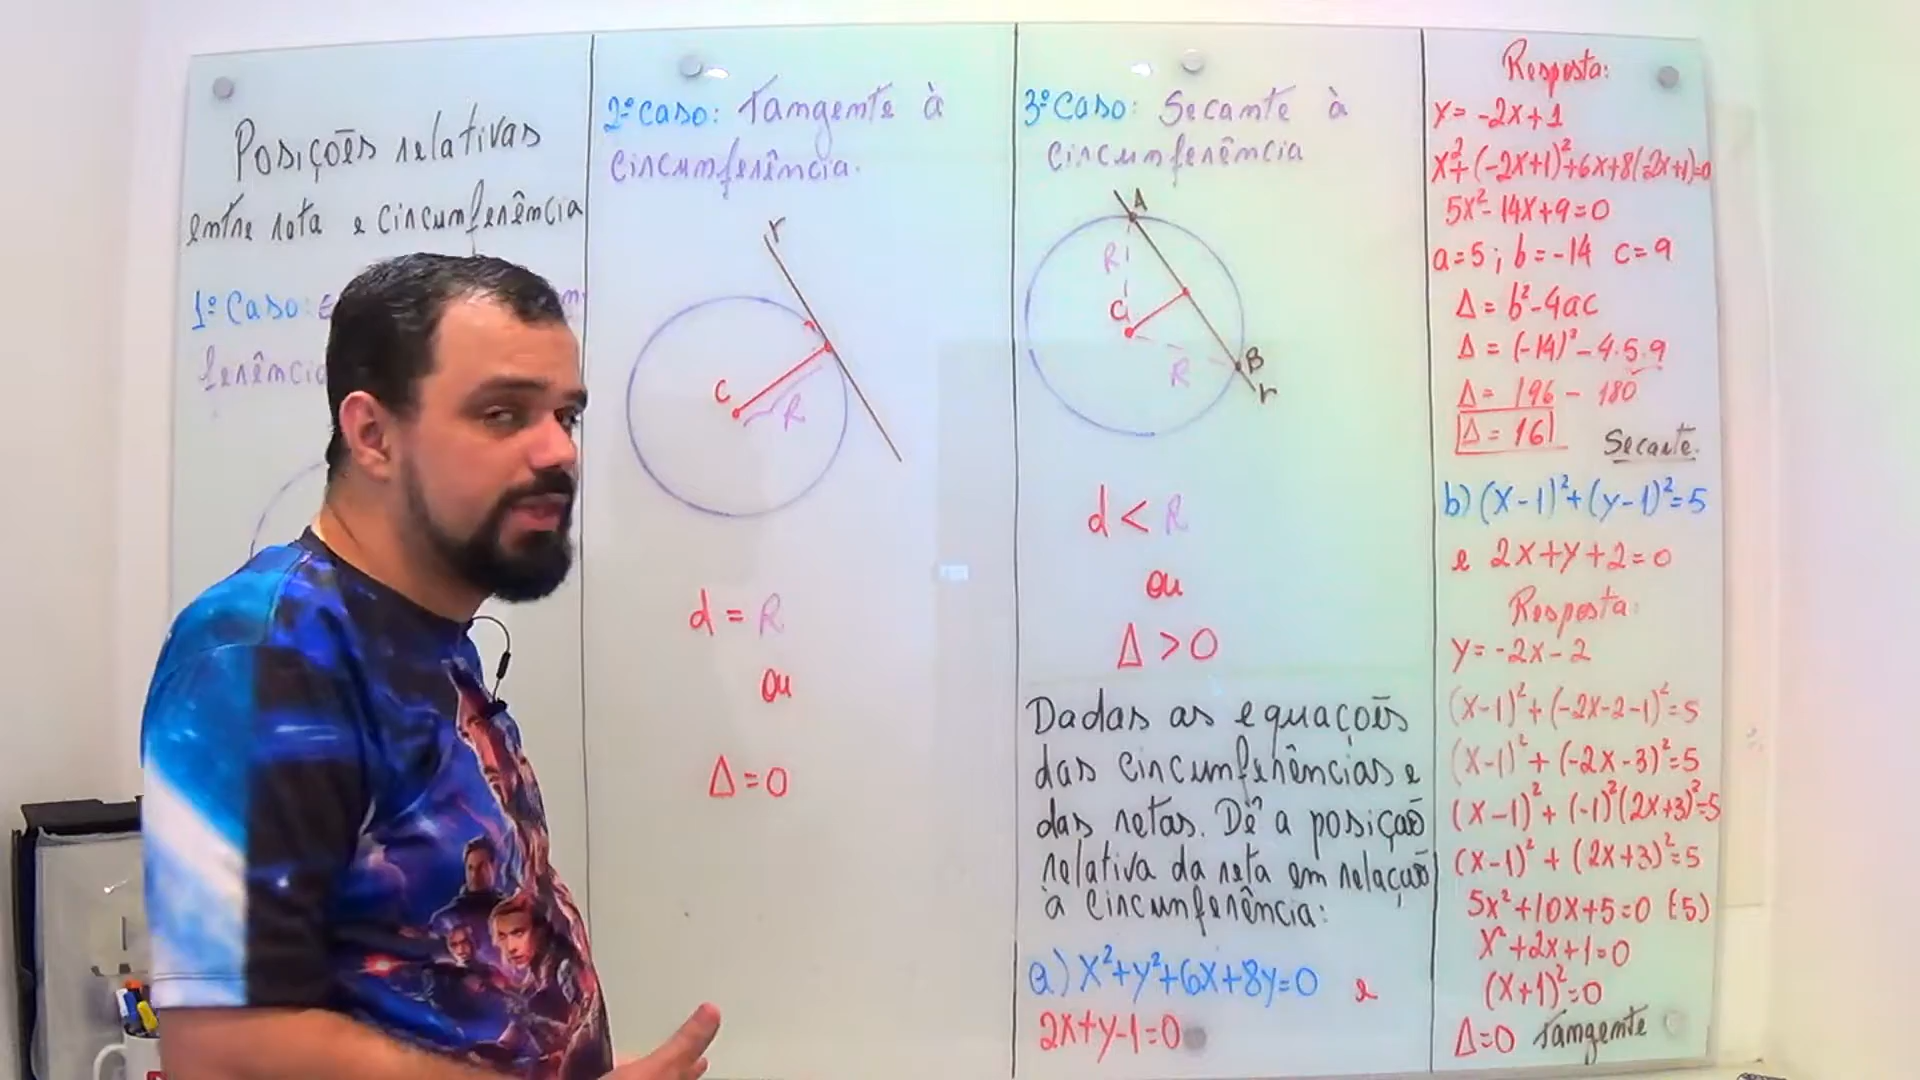 Posições relativas
entre reta e circunferência
1º Caso:
ferência
2º caso: Tangente à
circunferência.
r
C
R
d = R
ou
Δ = 0
3º caso: Secante à
circunferência
A
R
C
R
B
r
d < R
ou
Δ > 0
Dadas as equações
das circunferências e
das retas. Dê a posição
relativa da reta em relação
à circunferência:
a) x²+y²+6x+8y=0 e
2x+y-1=0
Resposta:
y = -2x+1
x²+(-2x+1)²+6x+8(-2x+1)=0
5x²-14x+9=0
a=5; b=-14 c=9
Δ = b²-4ac
Δ = (-14)²-4.5.9
Δ = 196 - 180
Δ = 16
Secante.
b) (x-1)²+(y-1)²=5
e 2x+y+2=0
Resposta:
y=-2x-2
(x-1)²+(-2x-2-1)²=5
(x-1)²+(-2x-3)²=5
(x-1)²+(-1)²(2x+3)²=5
(x-1)²+(2x+3)²=5
5x²+10x+5=0 (÷5)
x²+2x+1=0
(x+1)²=0
Δ=0 Tangente